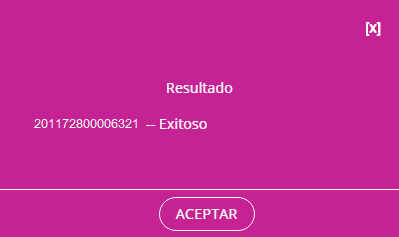 [x]
Resultado
201172800006321 -- Exitoso
ACEPTAR